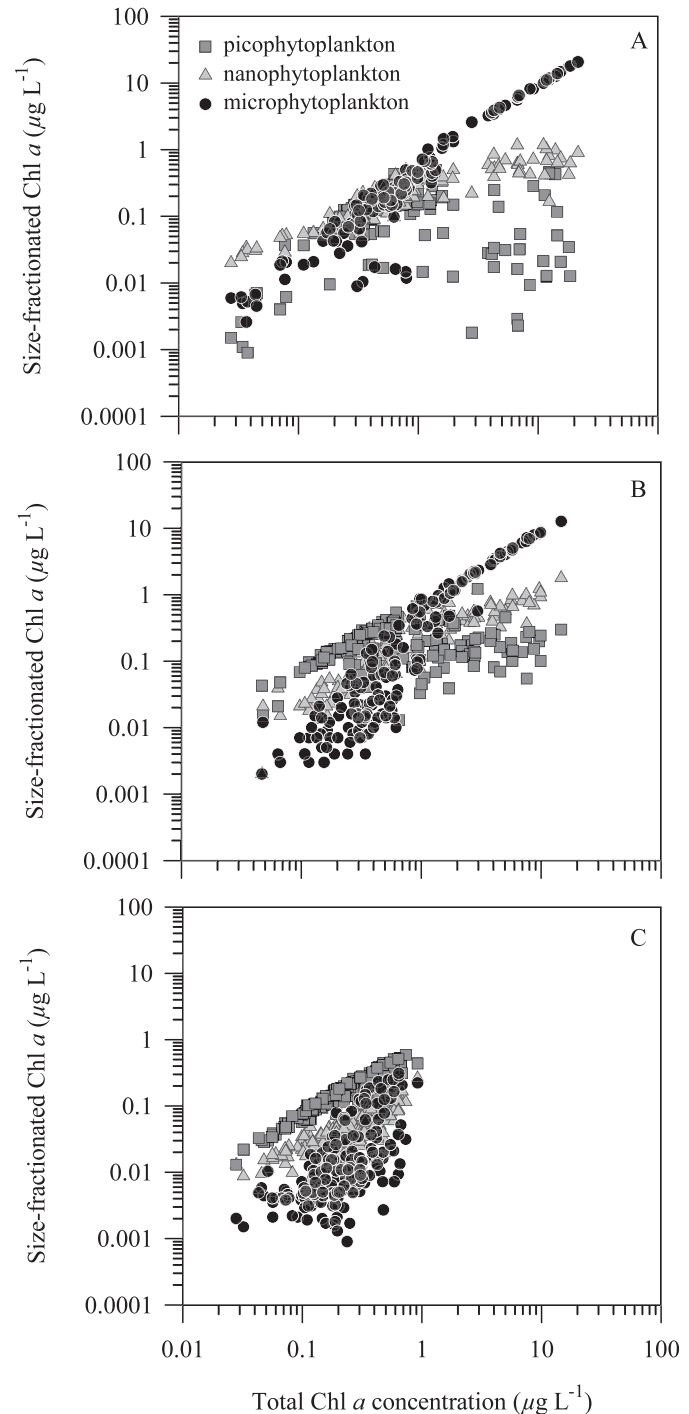 100
10
1
0.1
0.01
0.001
0.0001
Size-fractionated Chl a (µg L-1)
picophytoplankton
nanophytoplankton
microphytoplankton
A
100
10
1
0.1
0.01
0.001
0.0001
Size-fractionated Chl a (µg L-1)
B
100
10
1
0.1
0.01
0.001
0.0001
Size-fractionated Chl a (µg L-1)
C
0.01 0.1 1 10 100
Total Chl a concentration (µg L-1)